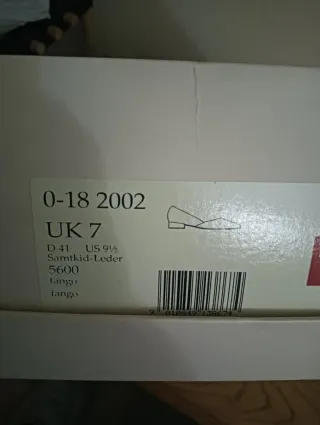 0-18 2002
UK 7
D 41 US 9½
Samtkid-Leder
5600
tango
tango